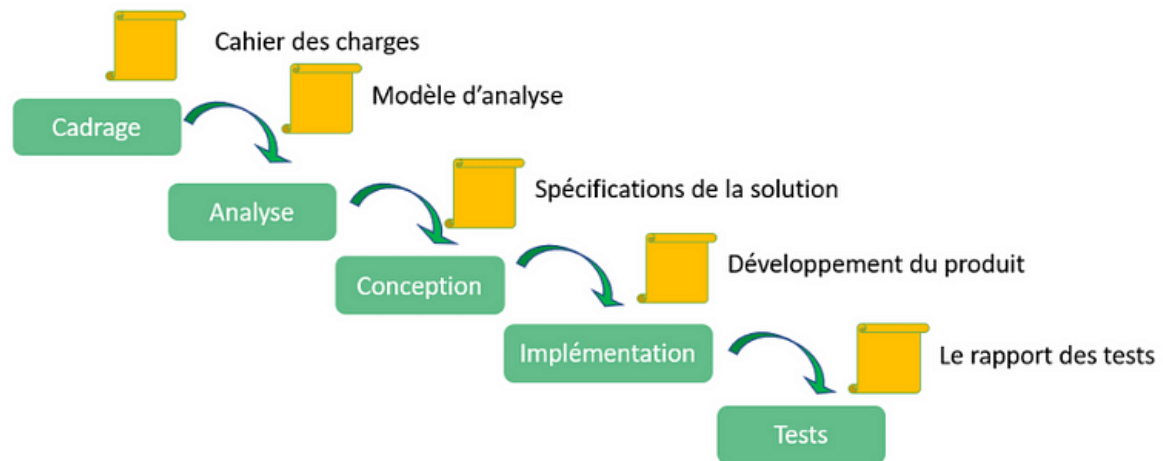 Cahier des charges
Modèle d'analyse
Cadrage
Spécifications de la solution
Analyse
Développement du produit
Conception
Le rapport des tests
Implémentation
Tests